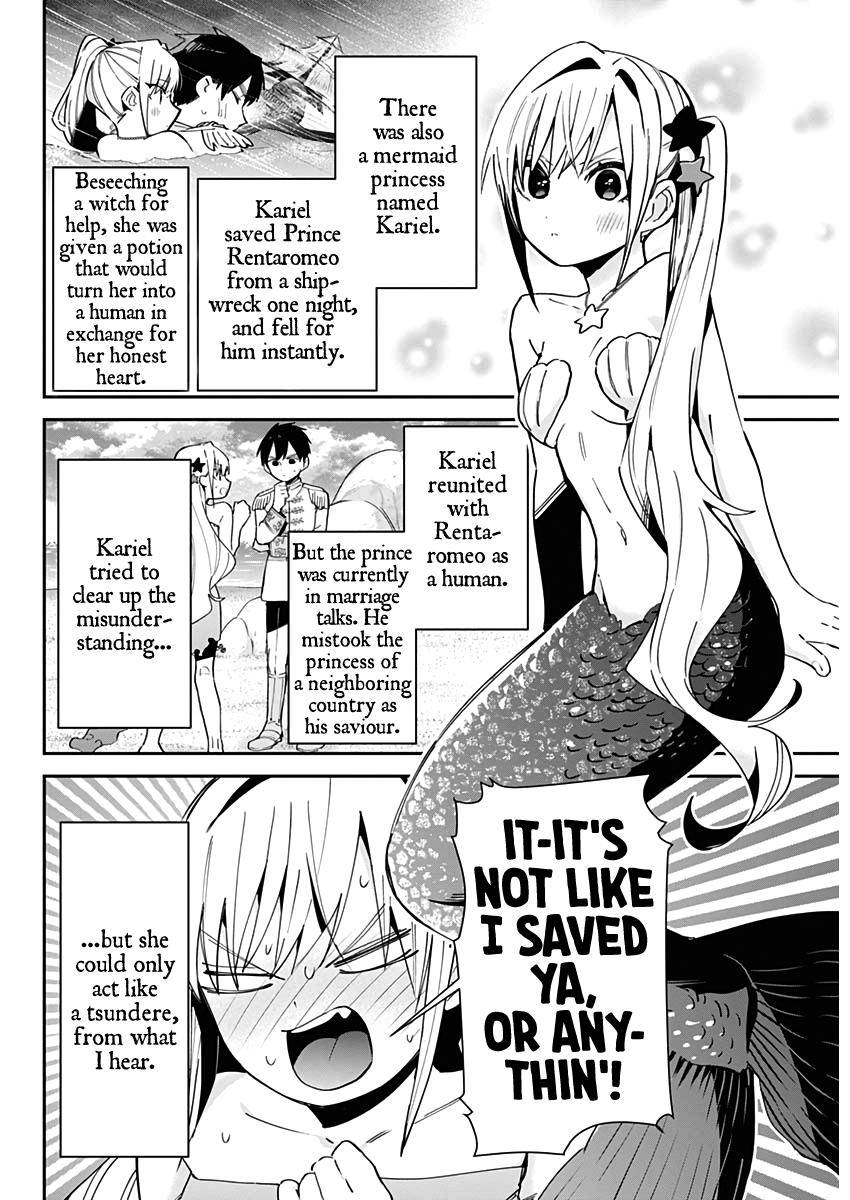 There
was also
a mermaid
princess
named
Kariel.
Kariel
saved Prince
Rentaromeo
from a ship-
wreck one night,
and fell for
him instantly.
Beseeching
a witch for
help, she was
given a potion
that would
turn her into
a human in
exchange for
her honest
heart.
Kariel
reunited
with
Renta-
romeo as
a human.
But the prince
was currently
in marriage
talks. He
mistook the
princess of
a neighboring
country as
his saviour.
Kariel
tried to
clear up the
misunder-
standing...
IT-IT'S
NOT LIKE
I SAVED
YA,
OR ANY-
THIN'!
...but she
could only
act like
a tsundere,
from what
I hear.